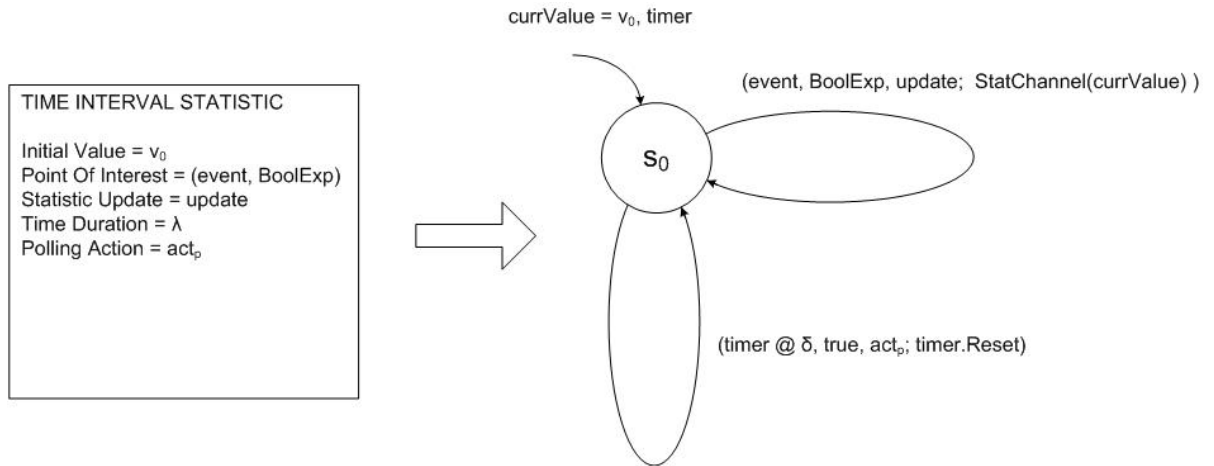 currValue = v₀, timer
TIME INTERVAL STATISTIC
Initial Value = v₀
Point Of Interest = (event, BoolExp)
Statistic Update = update
Time Duration = λ
Polling Action = actₚ
(event, BoolExp, update; StatChannel(currValue) )
s₀
(timer @ δ, true, actₚ; timer.Reset)